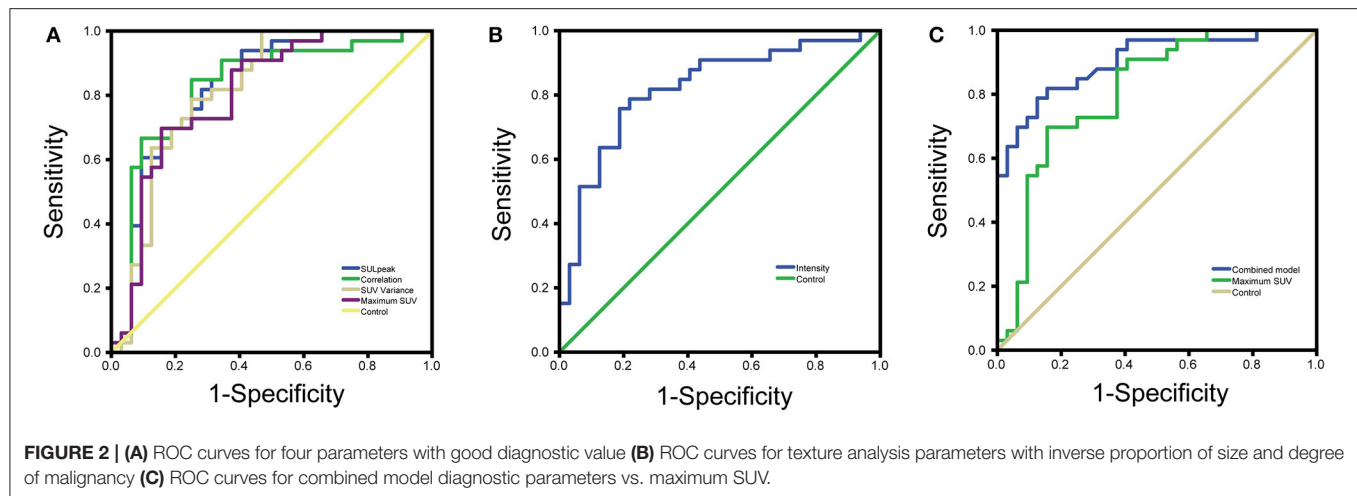 A
Sensitivity
1.0
0.8
0.6
0.4
0.2
0.0
0.2 0.4 0.6 0.8 1.0
1-Specificity
SULpeak
Correlation
SUV Variance
Maximum SUV
Control
B
Sensitivity
1.0
0.8
0.6
0.4
0.2
0.0
0.0 0.2 0.4 0.6 0.8 1.0
1-Specificity
Intensity
Control
C
Sensitivity
1.0
0.8
0.6
0.4
0.2
0.0
0.0 0.2 0.4 0.6 0.8 1.0
1-Specificity
Combined model
Maximum SUV
Control
FIGURE 2 | (A) ROC curves for four parameters with good diagnostic value (B) ROC curves for texture analysis parameters with inverse proportion of size and degree
of malignancy (C) ROC curves for combined model diagnostic parameters vs. maximum SUV.